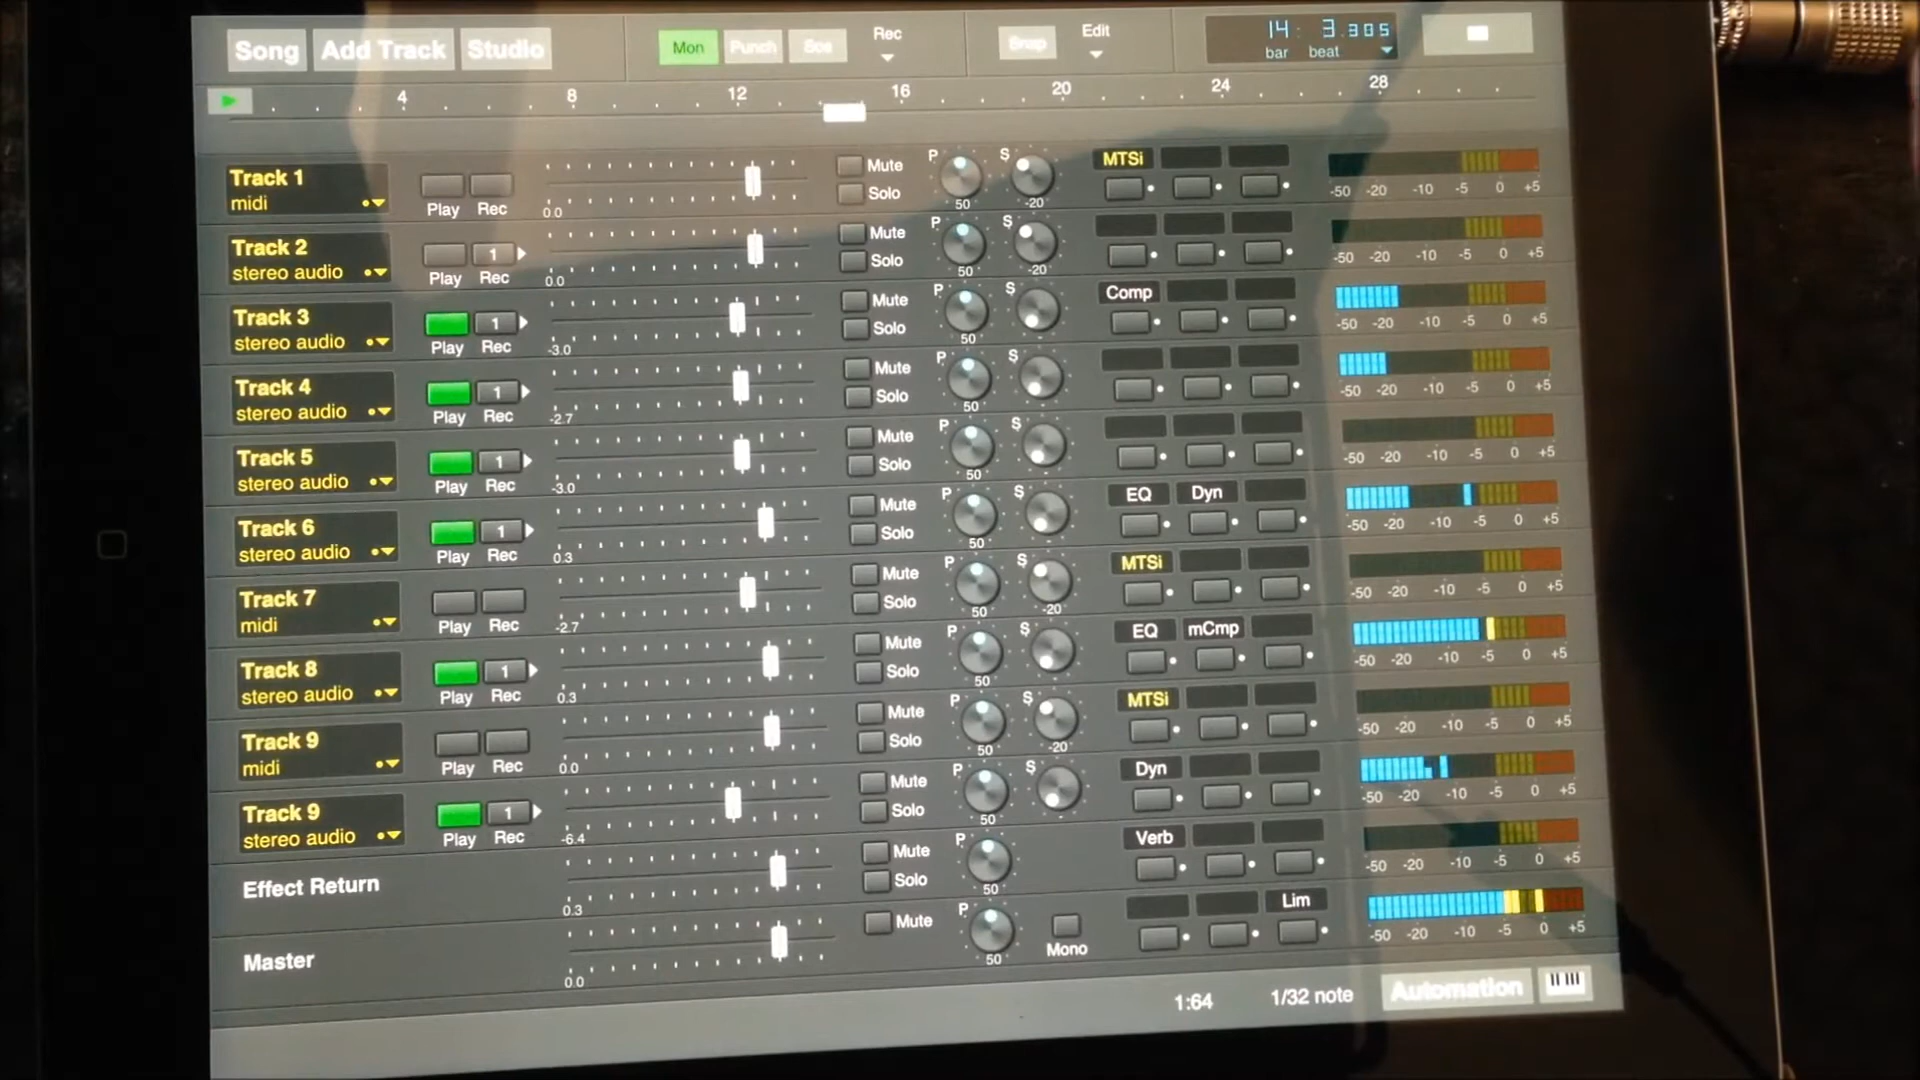 Song Add Track Studio Mon Punch Rec Snap Edit 14: 3.305
bar beat
4 8 12 16 20 24 28
Track 1
midi
Play Rec 0.0 Mute Solo P 50 S -20 MTSi -50 -20 -10 -5 0 +5
Track 2
stereo audio
Play 1 Rec 0.0 Mute Solo P 50 S -20 -50 -20 -10 -5 0 +5
Track 3
stereo audio
Play 1 Rec -3.0 Mute Solo P 50 S Comp -50 -20 -10 -5 0 +5
Track 4
stereo audio
Play 1 Rec -2.7 Mute Solo P 50 S -50 -20 -10 -5 0 +5
Track 5
stereo audio
Play 1 Rec -3.0 Mute Solo P 50 S -50 -20 -10 -5 0 +5
Track 6
stereo audio
Play 1 Rec 0.3 Mute Solo P 50 S EQ Dyn -50 -20 -10 -5 0 +5
Track 7
midi
Play Rec -2.7 Mute Solo P 50 S -20 MTSi -50 -20 -10 -5 0 +5
Track 8
stereo audio
Play 1 Rec 0.3 Mute Solo P 50 S EQ mCmp -50 -20 -10 -5 0 +5
Track 9
midi
Play Rec 0.0 Mute Solo P 50 S -20 MTSi -50 -20 -10 -5 0 +5
Track 9
stereo audio
Play 1 Rec -6.4 Mute Solo P 50 S Dyn -50 -20 -10 -5 0 +5
Effect Return
0.3 Mute Solo P 50 Verb -50 -20 -10 -5 0 +5
Master
0.0 Mute P 50 Mono Lim -50 -20 -10 -5 0 +5
1:64 1/32 note Automation